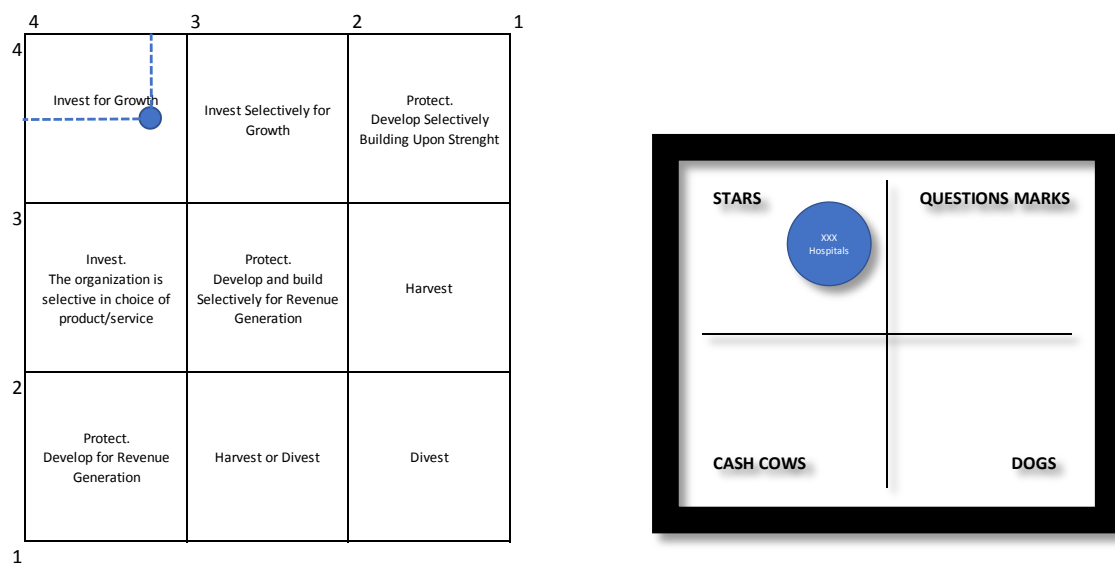 4 3 2 1
4
Invest for Growth
Invest Selectively for
Growth
Protect.
Develop Selectively
Building Upon Strenght
3
Invest.
The organization is
selective in choice of
product/service
Protect.
Develop and build
Selectively for Revenue
Generation
Harvest
2
Protect.
Develop for Revenue
Generation
Harvest or Divest
Divest
1
STARS
QUESTIONS MARKS
XXX
Hospitals
CASH COWS
DOGS